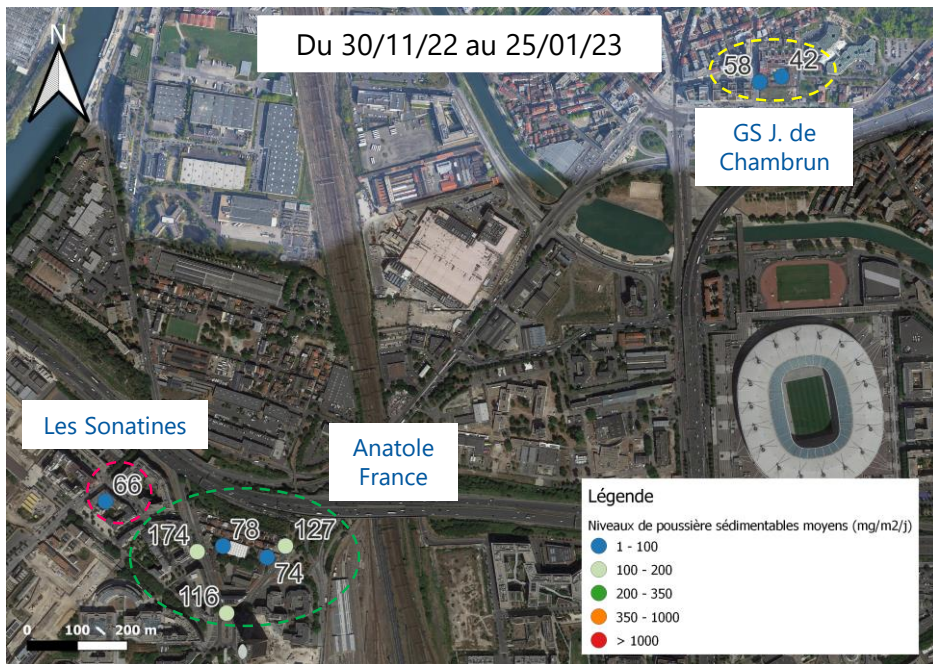 Du 30/11/22 au 25/01/23
N
58
42
GS J. de
Chambrun
Les Sonatines
Anatole
France
66
174
78
127
74
116
0 100 200 m
Légende
Niveaux de poussière sédimentables moyens (mg/m2/j)
1 - 100
100 - 200
200 - 350
350 - 1000
> 1000